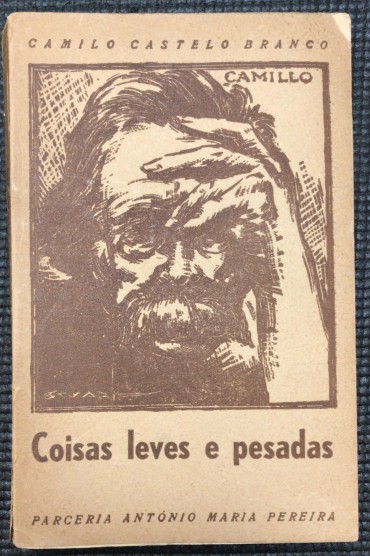 CAMILO CASTELO BRANCO
CAMILLO
Coisas leves e pesadas
PARCERIA ANTÓNIO MARIA PEREIRA